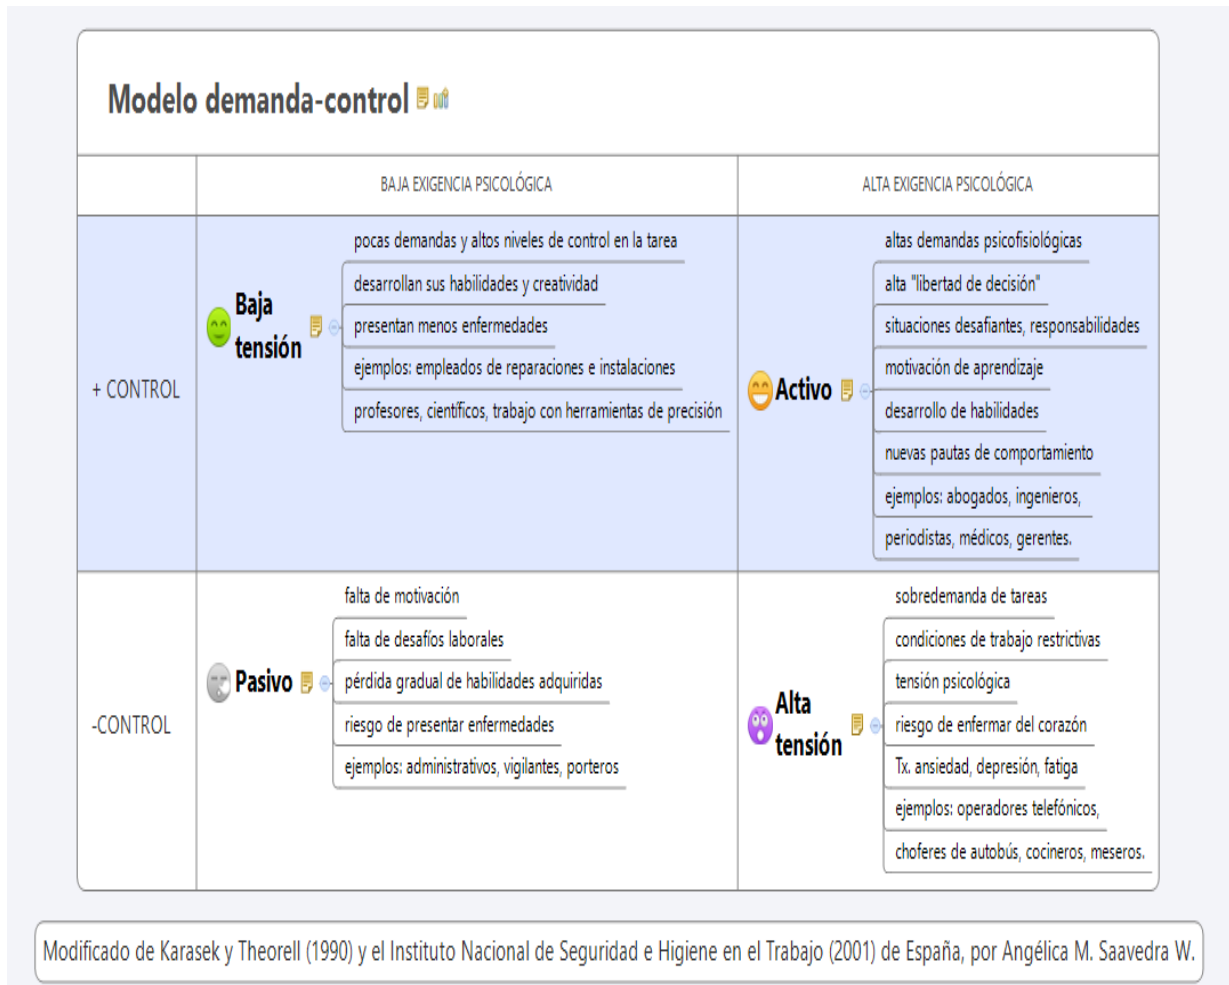 Modelo demanda-control
BAJA EXIGENCIA PSICOLÓGICA
ALTA EXIGENCIA PSICOLÓGICA
+ CONTROL
Baja
tensión
pocas demandas y altos niveles de control en la tarea
desarrollan sus habilidades y creatividad
presentan menos enfermedades
ejemplos: empleados de reparaciones e instalaciones
profesores, científicos, trabajo con herramientas de precisión
Activo
altas demandas psicofisiológicas
alta "libertad de decisión"
situaciones desafiantes, responsabilidades
motivación de aprendizaje
desarrollo de habilidades
nuevas pautas de comportamiento
ejemplos: abogados, ingenieros,
periodistas, médicos, gerentes.
-CONTROL
Pasivo
falta de motivación
falta de desafíos laborales
pérdida gradual de habilidades adquiridas
riesgo de presentar enfermedades
ejemplos: administrativos, vigilantes, porteros
Alta
tensión
sobredemanda de tareas
condiciones de trabajo restrictivas
tensión psicológica
riesgo de enfermar del corazón
Tx. ansiedad, depresión, fatiga
ejemplos: operadores telefónicos,
choferes de autobús, cocineros, meseros.
Modificado de Karasek y Theorell (1990) y el Instituto Nacional de Seguridad e Higiene en el Trabajo (2001) de España, por Angélica M. Saavedra W.